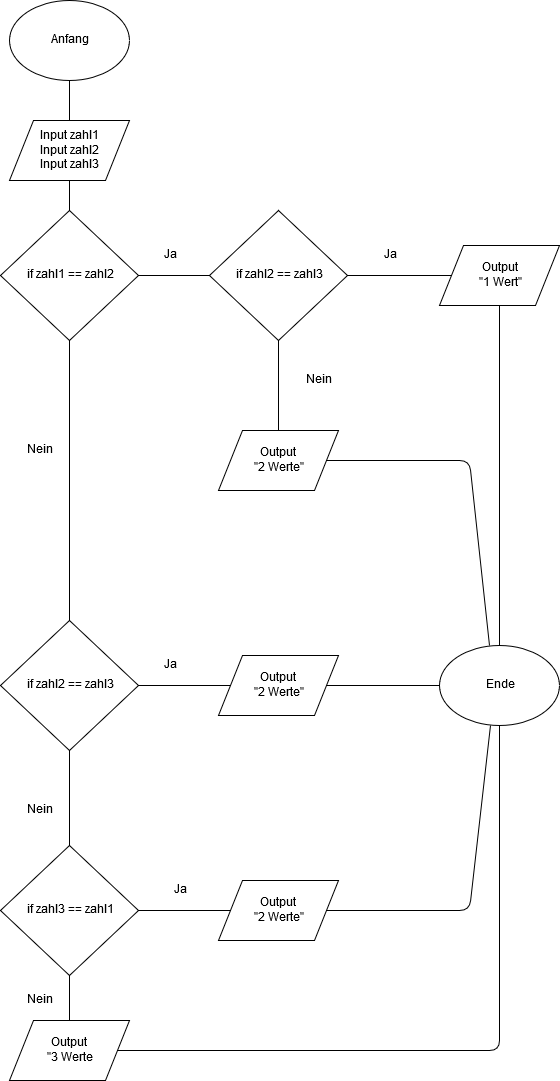 Anfang
Input zahl1
Input zahl2
Input zahl3
if zahl1 == zahl2
Ja
if zahl2 == zahl3
Ja
Output
"1 Wert"
Nein
Output
"2 Werte"
Nein
if zahl2 == zahl3
Ja
Output
"2 Werte"
Ende
Nein
if zahl3 == zahl1
Ja
Output
"2 Werte"
Nein
Output
"3 Werte